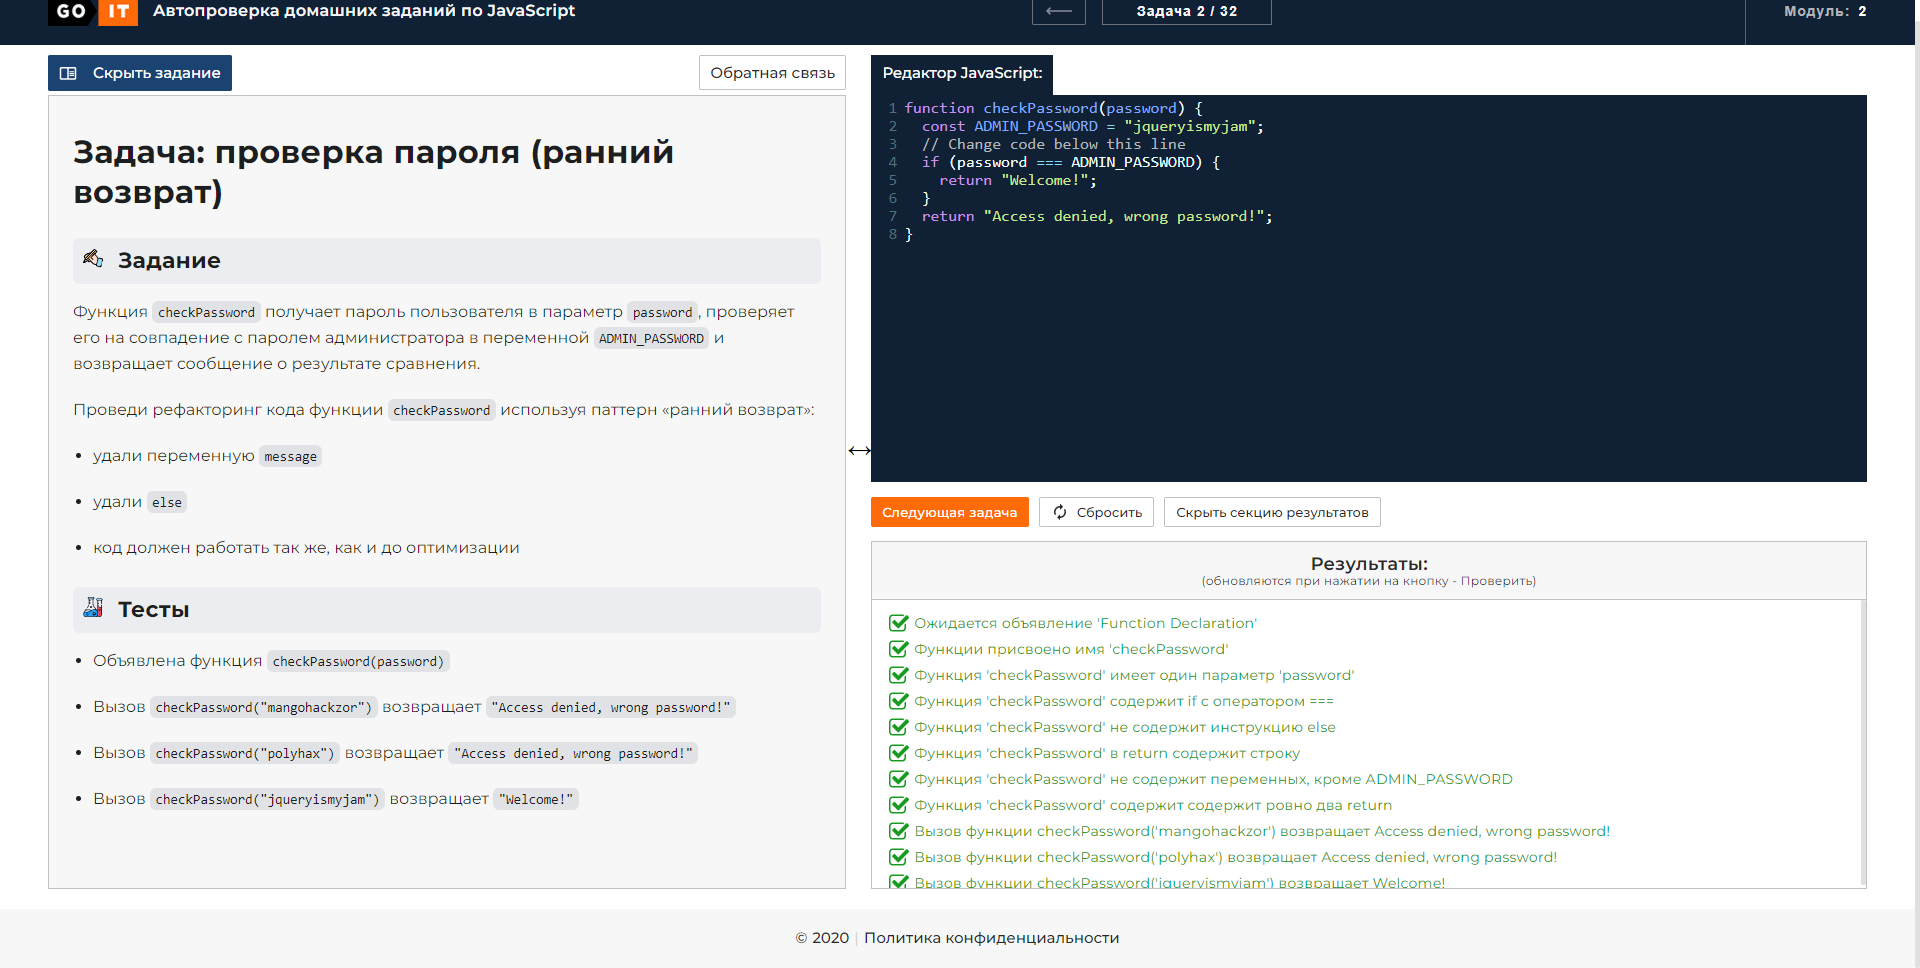 GO IT Автопроверка домашних заданий по JavaScript
Задача 2 / 32
Модуль: 2
Скрыть задание
Обратная связь
Задача: проверка пароля (ранний
возврат)
Задание
Функция checkPassword получает пароль пользователя в параметр password, проверяет
его на совпадение с паролем администратора в переменной ADMIN_PASSWORD и
возвращает сообщение о результате сравнения.
Проведи рефакторинг кода функции checkPassword используя паттерн «ранний возврат»:
• удали переменную message
• удали else
• код должен работать так же, как и до оптимизации
Тесты
• Объявлена функция checkPassword(password)
• Вызов checkPassword("mangohackzor") возвращает "Access denied, wrong password!"
• Вызов checkPassword("polyhax") возвращает "Access denied, wrong password!"
• Вызов checkPassword("jqueryismyjam") возвращает "Welcome!"
Редактор JavaScript:
1 function checkPassword(password) {
2   const ADMIN_PASSWORD = "jqueryismyjam";
3   // Change code below this line
4   if (password === ADMIN_PASSWORD) {
5     return "Welcome!";
6   }
7   return "Access denied, wrong password!";
8 }
Следующая задача
Сбросить
Скрыть секцию результатов
Результаты:
(обновляются при нажатии на кнопку - Проверить)
Ожидается объявление 'Function Declaration'
Функции присвоено имя 'checkPassword'
Функция 'checkPassword' имеет один параметр 'password'
Функция 'checkPassword' содержит if с оператором ===
Функция 'checkPassword' не содержит инструкцию else
Функция 'checkPassword' в return содержит строку
Функция 'checkPassword' не содержит переменных, кроме ADMIN_PASSWORD
Функция 'checkPassword' содержит содержит ровно два return
Вызов функции checkPassword('mangohackzor') возвращает Access denied, wrong password!
Вызов функции checkPassword('polyhax') возвращает Access denied, wrong password!
Вызов функции checkPassword('jqueryismyjam') возвращает Welcome!
© 2020 | Политика конфиденциальности